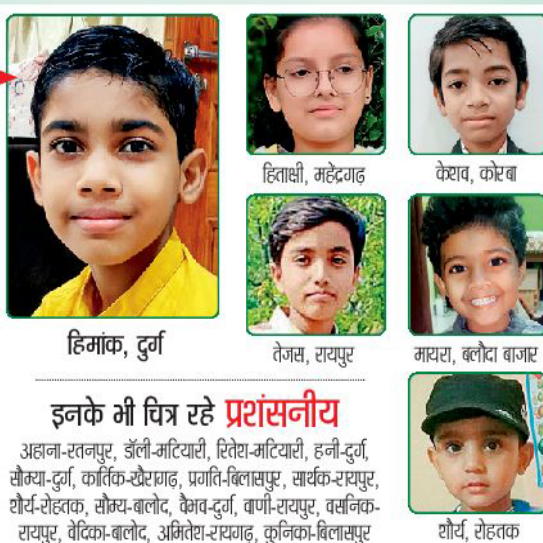 हिताक्षी, महेंद्रगढ़
केशव, कोरबा
हिमांक, दुर्ग
तेजस, रायपुर
मायरा, बलौदा बाजार
इनके भी चित्र रहे प्रशंसनीय
अहाना-रतनपुर, डॉली-मटियारी, रितेश-मटियारी, हनी-दुर्ग,
सौम्या-दुर्ग, कार्तिक-खैरागढ़, प्रगति-बिलासपुर, सार्थक-रायपुर,
शौर्य-रोहतक, सौम्य-बालोद, वैभव-दुर्ग, वाणी-रायपुर, वसनिक-
रायपुर, वेदिका-बालोद, अमितेश-रायगढ़, कुनिका-बिलासपुर
शौर्य, रोहतक